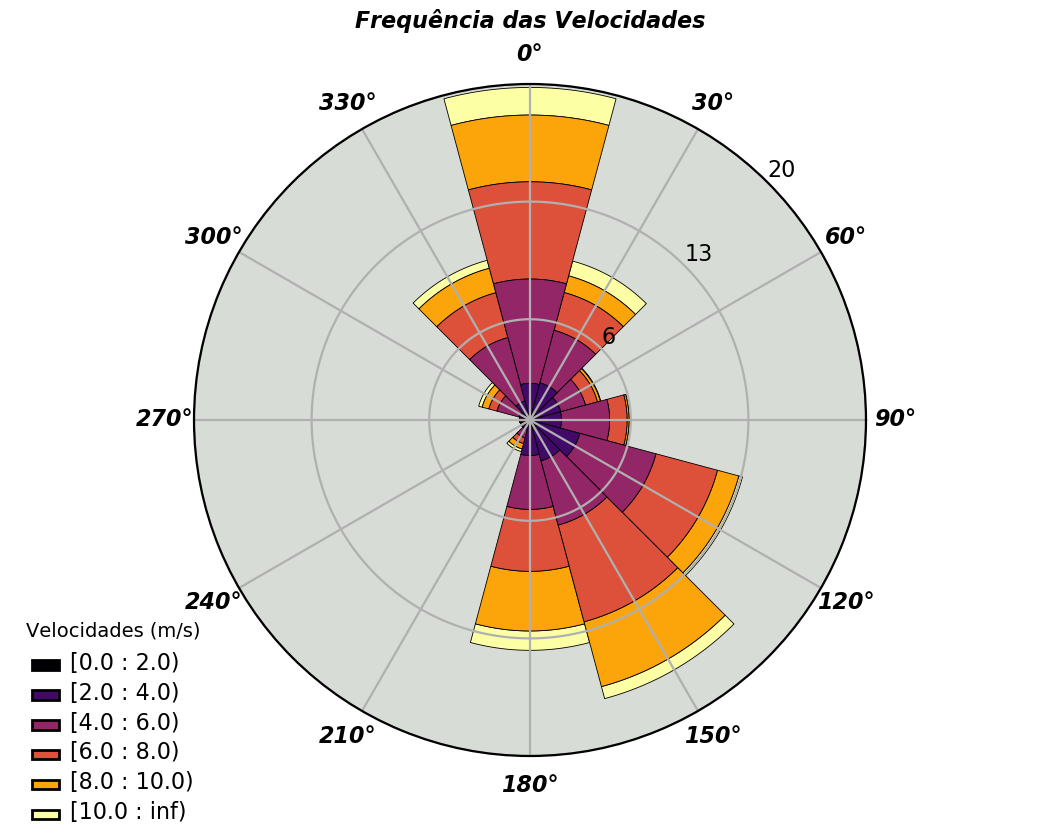 Frequência das Velocidades
0°
330°
30°
20
300°
60°
13
6
270°
90°
240°
120°
210°
150°
180°
Velocidades (m/s)
[0.0 : 2.0)
[2.0 : 4.0)
[4.0 : 6.0)
[6.0 : 8.0)
[8.0 : 10.0)
[10.0 : inf)